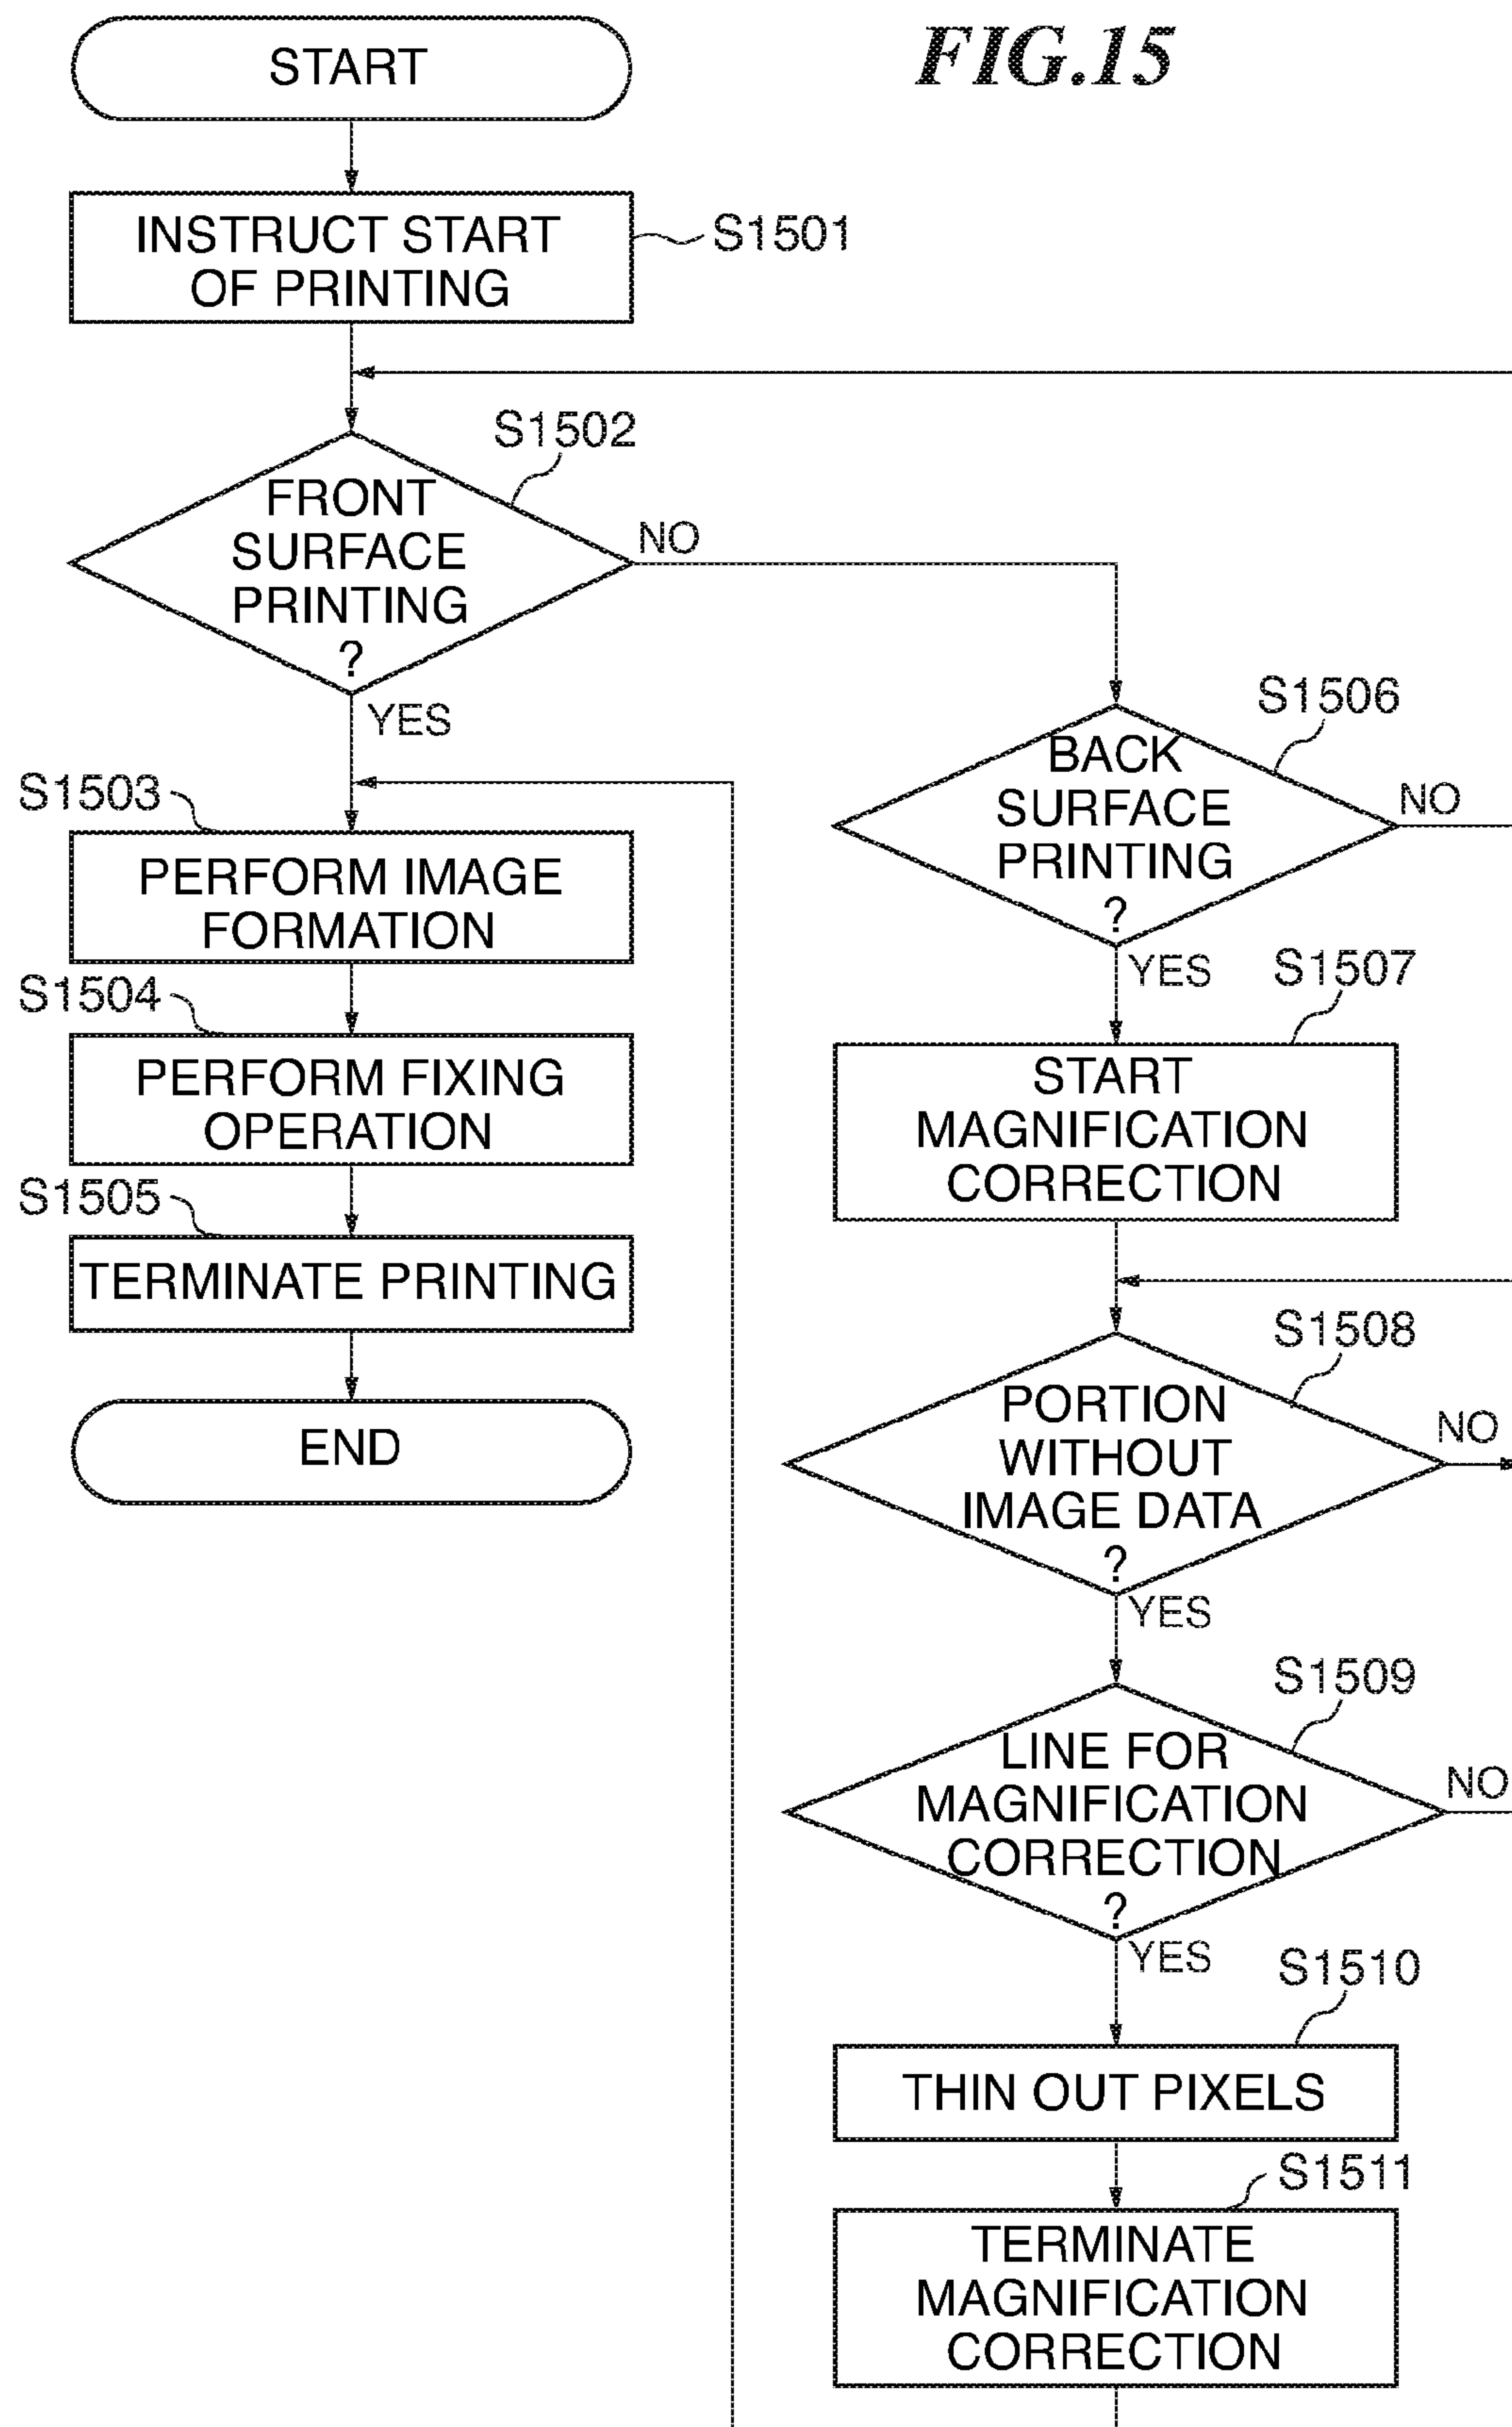 FIG.15
START
INSTRUCT START
OF PRINTING
S1501
S1502
FRONT
SURFACE
PRINTING
?
NO
YES
S1503
PERFORM IMAGE
FORMATION
S1504
PERFORM FIXING
OPERATION
S1505
TERMINATE PRINTING
END
S1506
BACK
SURFACE
PRINTING
?
NO
YES
S1507
START
MAGNIFICATION
CORRECTION
S1508
PORTION
WITHOUT
IMAGE DATA
?
NO
YES
S1509
LINE FOR
MAGNIFICATION
CORRECTION
?
NO
YES
S1510
THIN OUT PIXELS
S1511
TERMINATE
MAGNIFICATION
CORRECTION